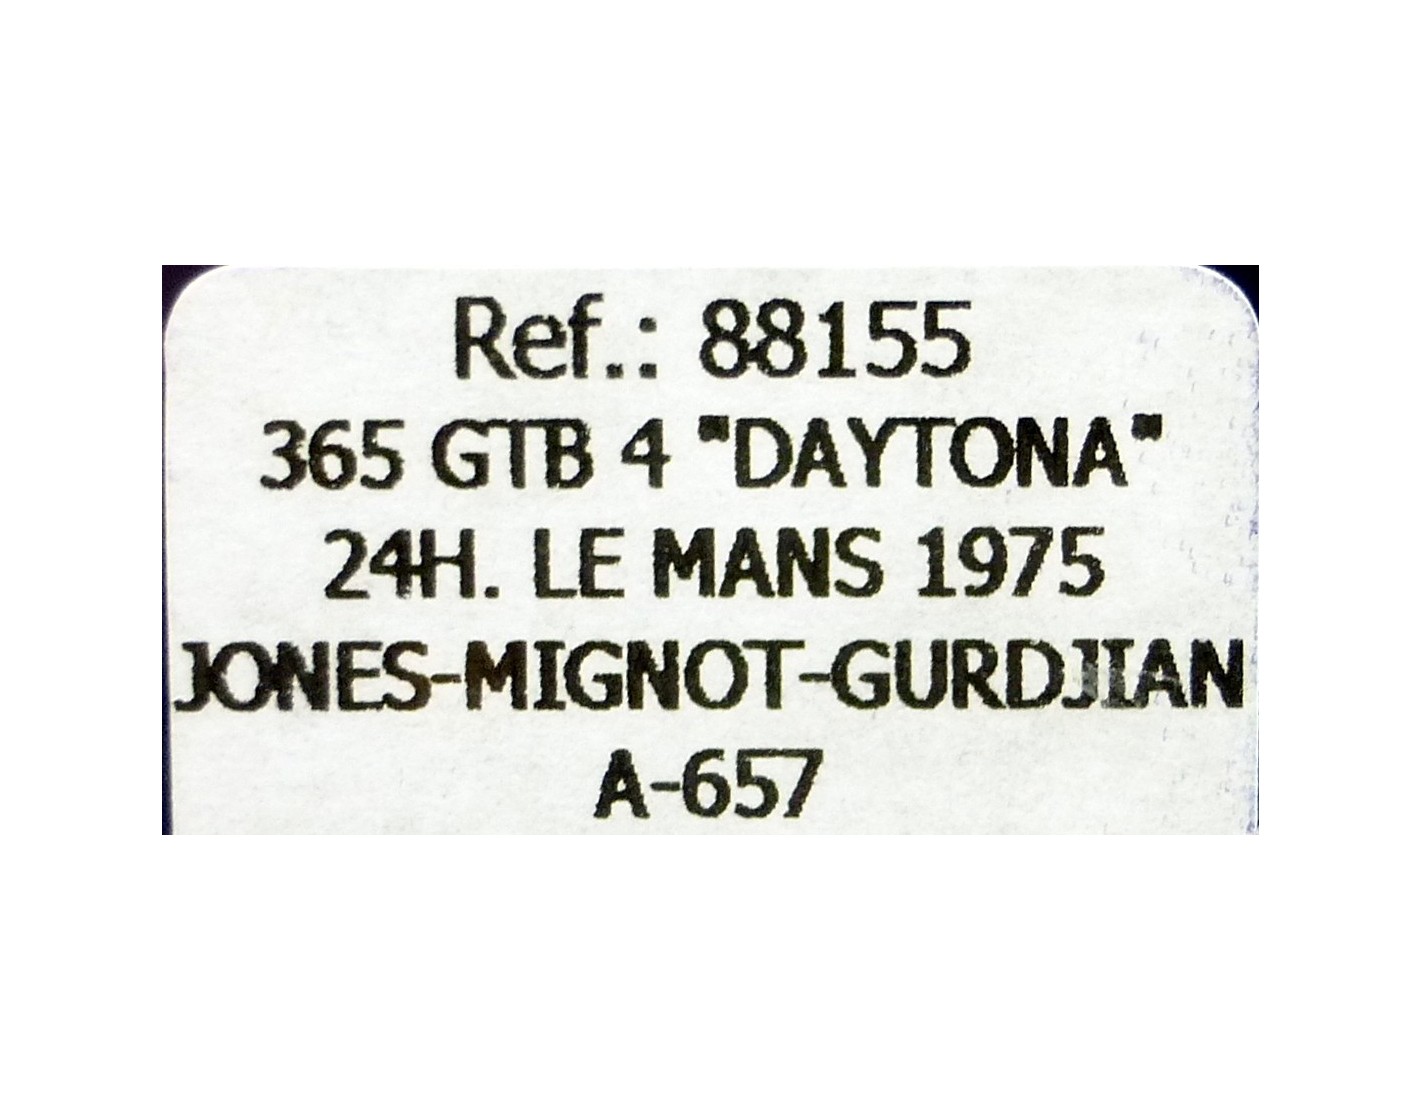 Ref.: 88155
365 GTB 4 "DAYTONA"
24H. LE MANS 1975
JONES-MIGNOT-GURDJIAN
A-657